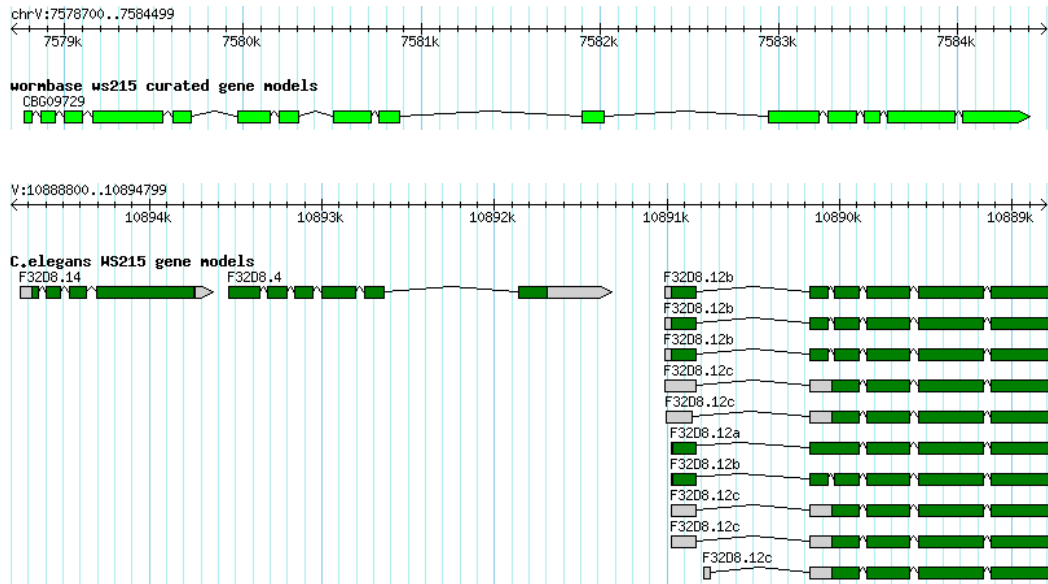 chrV:7578700..7584499
7579k 7580k 7581k 7582k 7583k 7584k
wormbase ws215 curated gene models
CBG09729
V:10888800..10894799
10894k 10893k 10892k 10891k 10890k 10889k
C.elegans WS215 gene models
F32D8.14 F32D8.4 F32D8.12b
F32D8.12b
F32D8.12b
F32D8.12c
F32D8.12c
F32D8.12a
F32D8.12b
F32D8.12c
F32D8.12c
F32D8.12c